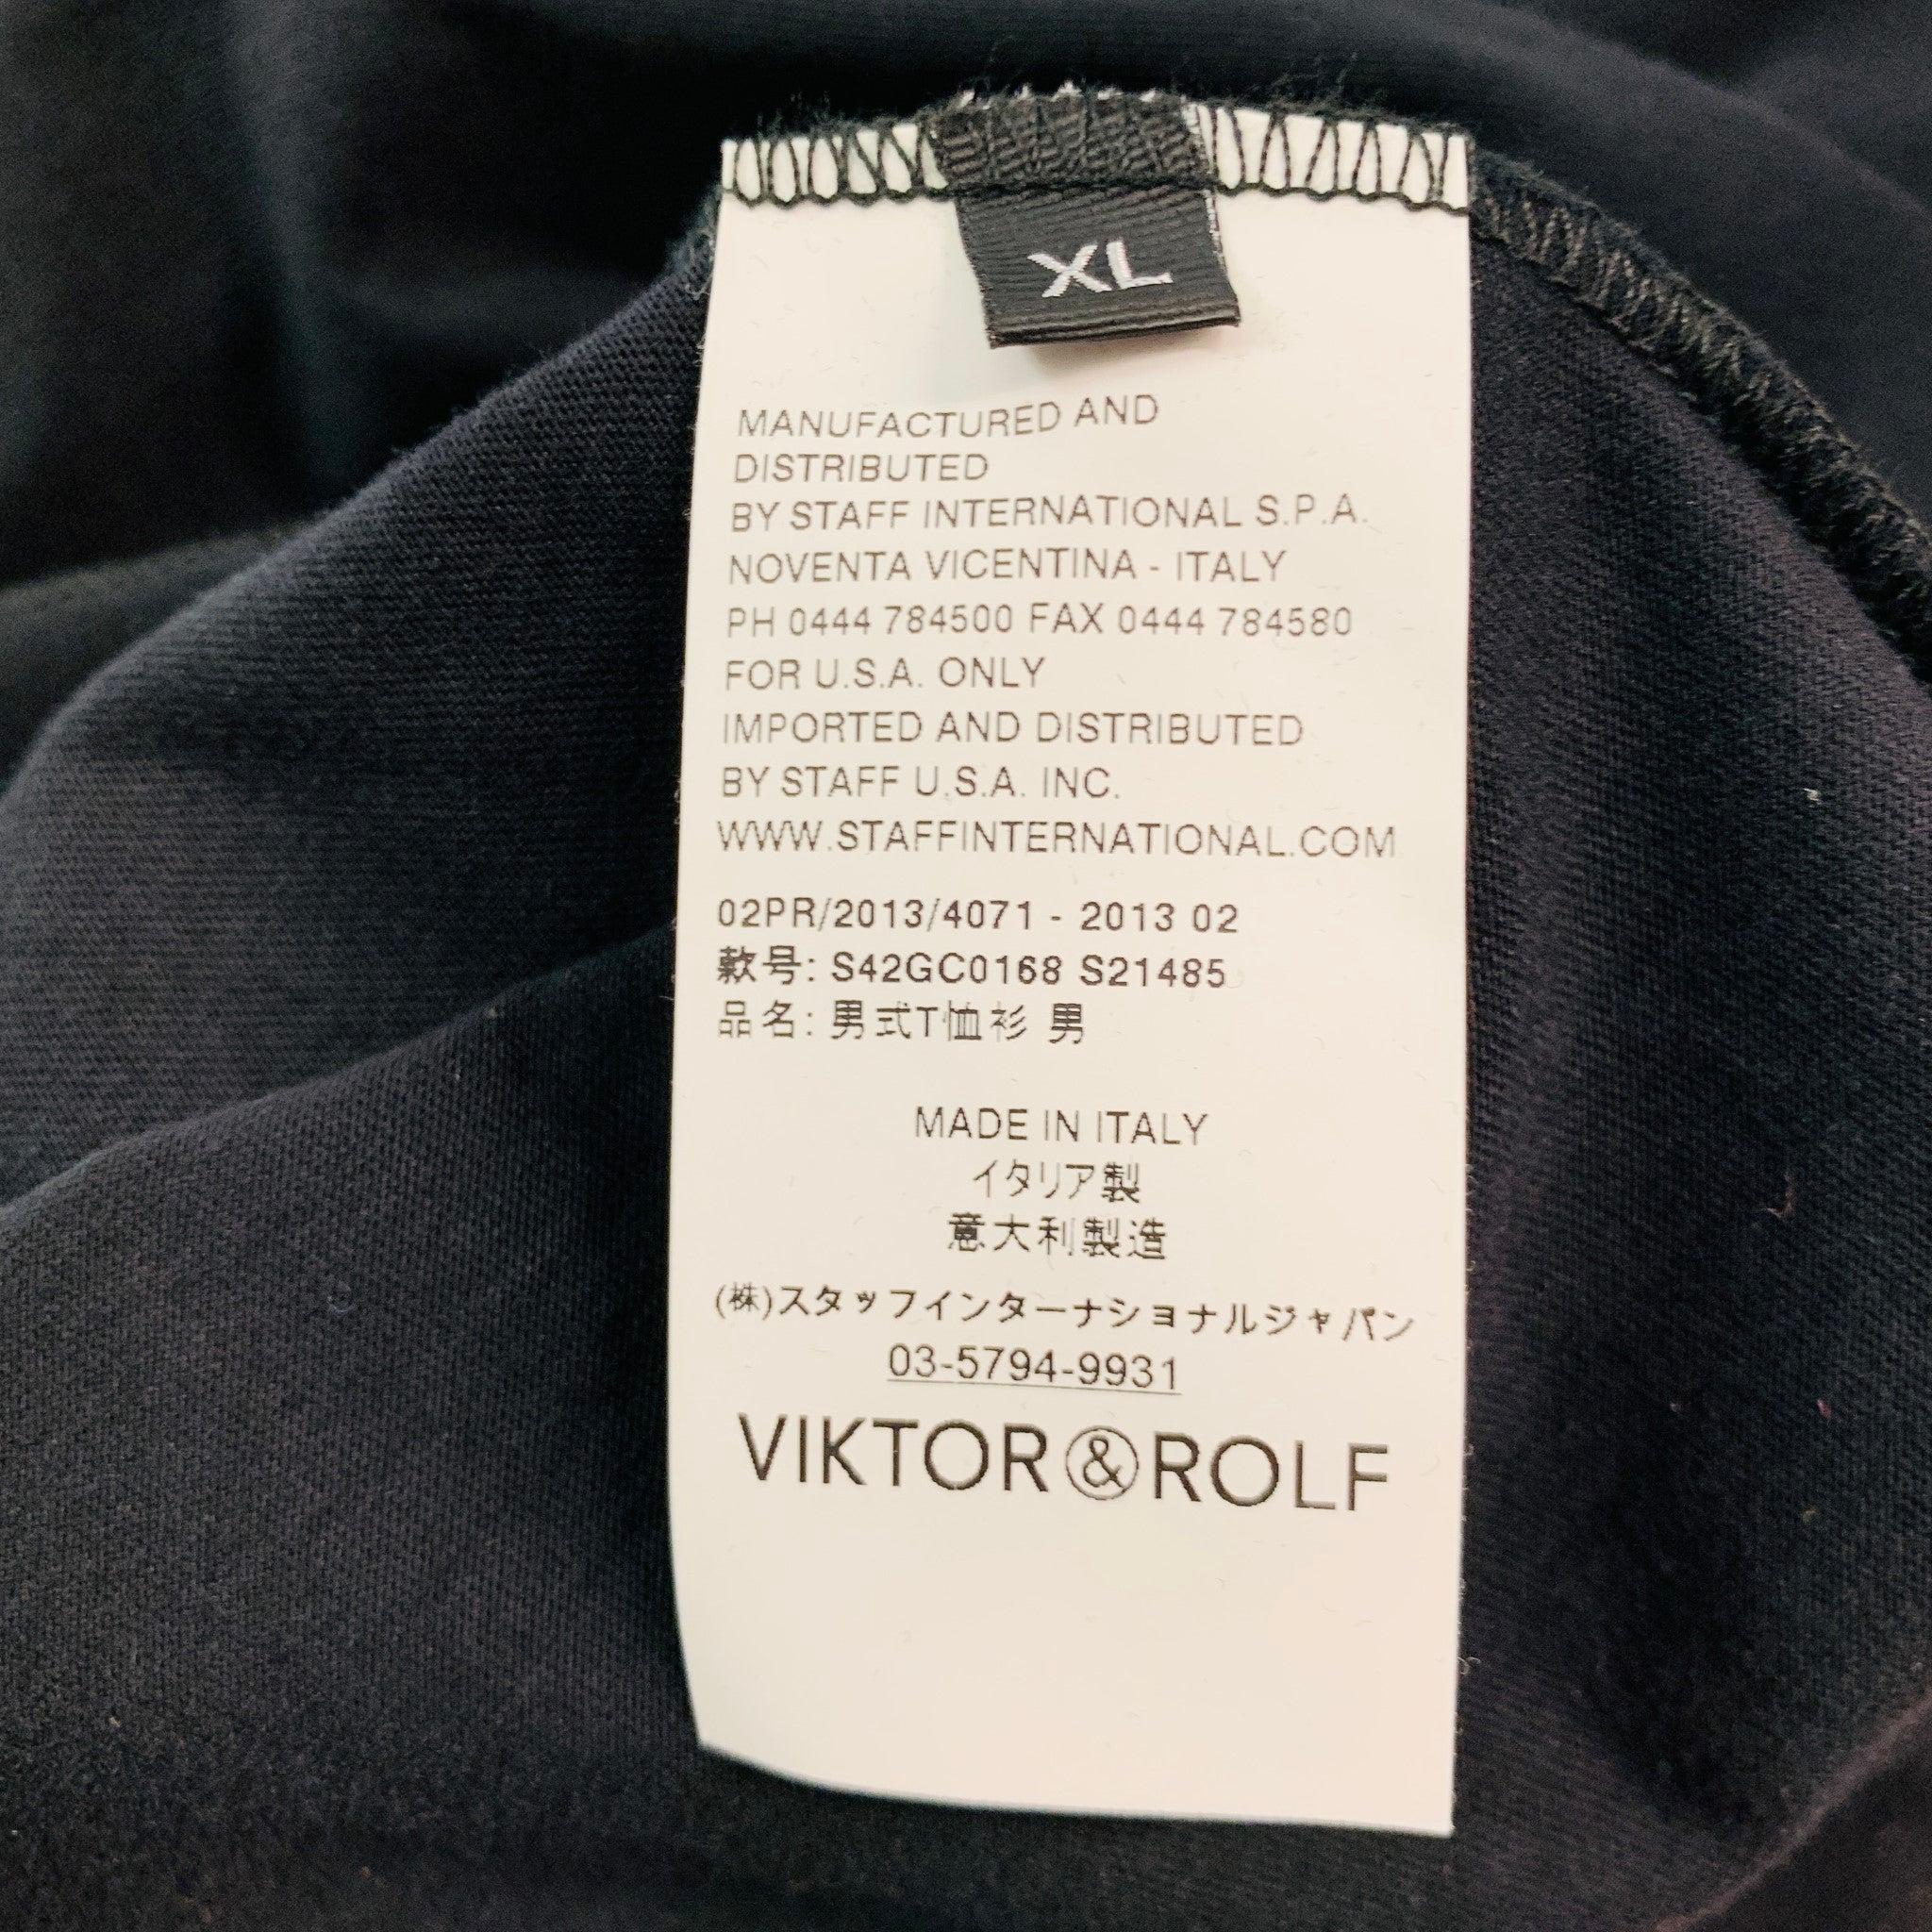 XL
MANUFACTURED AND
DISTRIBUTED
BY STAFF INTERNATIONAL S.P.A.
NOVENTA VICENTINA - ITALY
PH 0444 784500 FAX 0444 784580
FOR U.S.A. ONLY
IMPORTED AND DISTRIBUTED
BY STAFF U.S.A. INC.
WWW.STAFFINTERNATIONAL.COM
02PR/2013/4071 - 2013 02
款号: S42GC0168 S21485
品名: 男式T恤衫 男
MADE IN ITALY
イタリア製
意大利製造
(株)スタッフインターナショナルジャパン
03-5794-9931
VIKTOR&ROLF